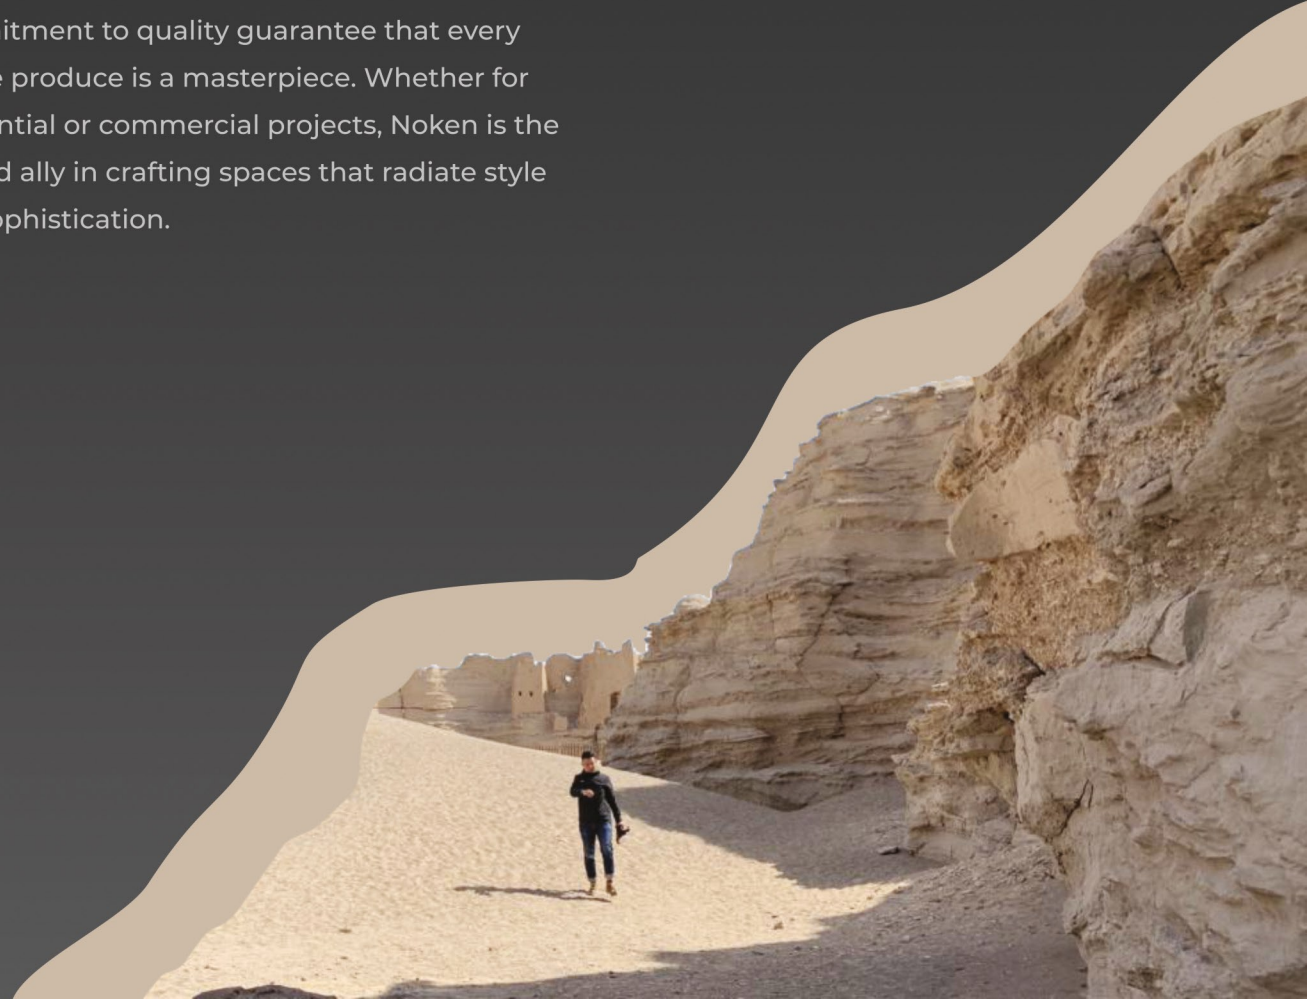 itment to quality guarantee that every
produce is a masterpiece. Whether for
ntial or commercial projects, Noken is the
ally in crafting spaces that radiate style
ophistication.